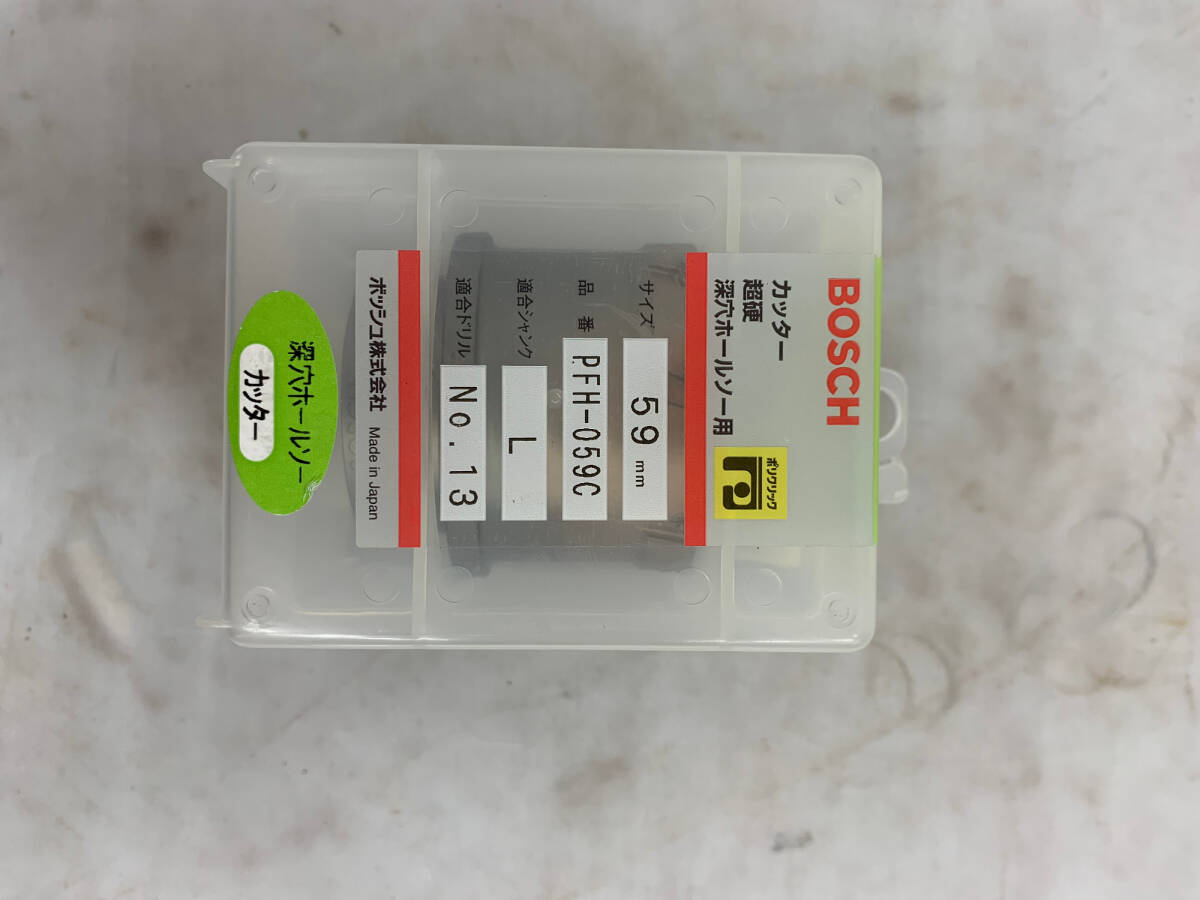 BOSCH
カッター
超硬
深穴ホールソー用
ポリクリック
サイズ 59mm
品番 PFH-059C
適合シャンク L
適合ドリル No.13
ボッシュ株式会社 Made in Japan
深穴ホールソー
カッター